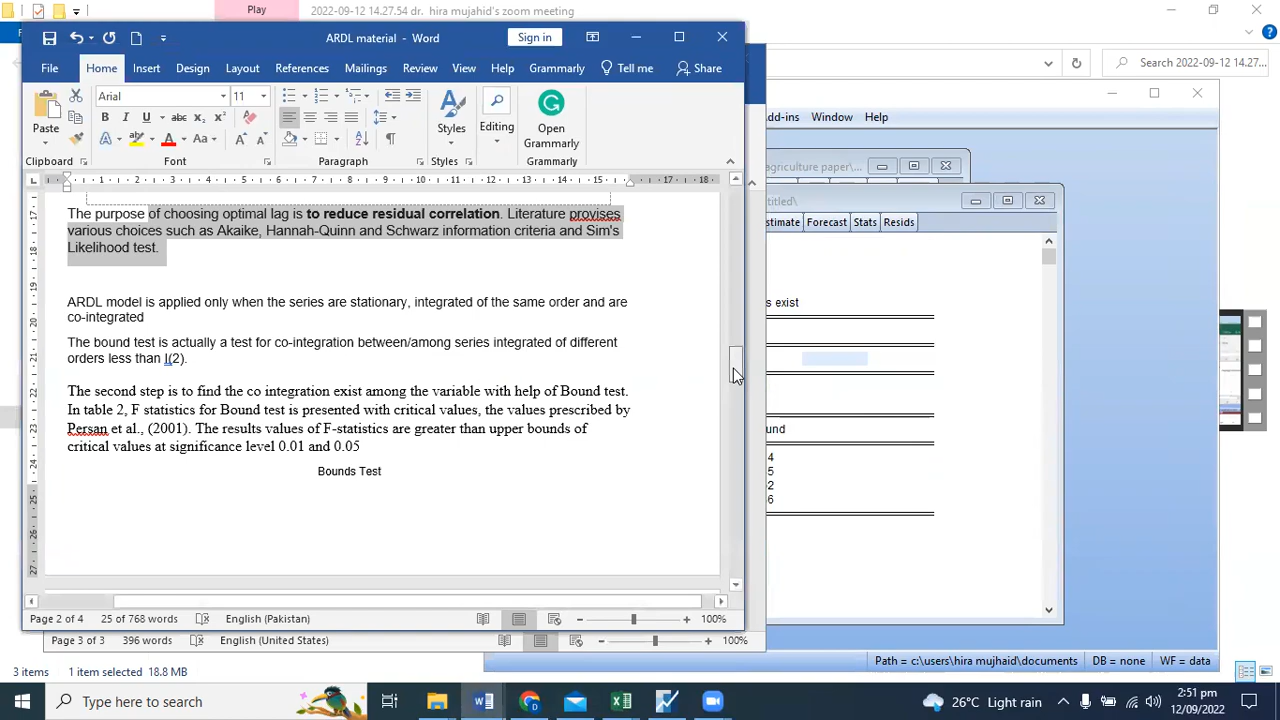 Play
2022-09-12 14.27.54 dr. hira mujahid's zoom meeting
ARDL material - Word
Sign in
File Home Insert Design Layout References Mailings Review View Help Grammarly Tell me Share
Arial 11
Paste Styles Editing Open Grammarly
Clipboard Font Paragraph Styles Grammarly
Search 2022-09-12 14.27...
dd-ins Window Help
agriculture paper\...
ntitled\
stimate Forecast Stats Resids
s exist
und
4
5
2
6
The purpose of choosing optimal lag is to reduce residual correlation. Literature provises
various choices such as Akaike, Hannah-Quinn and Schwarz information criteria and Sim's
Likelihood test.
ARDL model is applied only when the series are stationary, integrated of the same order and are
co-integrated
The bound test is actually a test for co-integration between/among series integrated of different
orders less than I(2).
The second step is to find the co integration exist among the variable with help of Bound test.
In table 2, F statistics for Bound test is presented with critical values, the values prescribed by
Persan et al., (2001). The results values of F-statistics are greater than upper bounds of
critical values at significance level 0.01 and 0.05
Bounds Test
Page 2 of 4 25 of 768 words English (Pakistan) 100%
Page 3 of 3 396 words English (United States) 100%
Path = c:\users\hira mujhaid\documents DB = none WF = data
3 items 1 item selected 18.8 MB
Type here to search
26°C Light rain
2:51 pm
12/09/2022